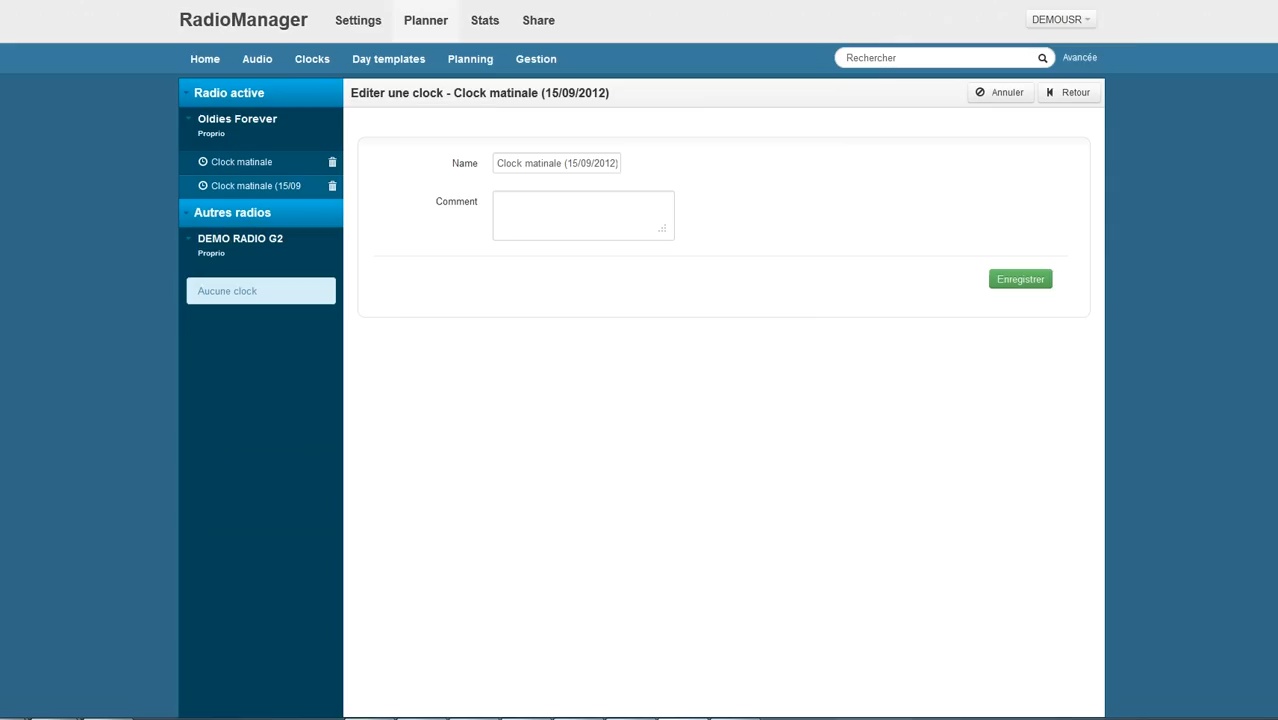 RadioManager Settings Planner Stats Share DEMOUSR
Home Audio Clocks Day templates Planning Gestion Rechercher Avancée
Radio active
Oldies Forever
Proprio
Clock matinale
Clock matinale (15/09
Autres radios
DEMO RADIO G2
Proprio
Aucune clock
Editer une clock - Clock matinale (15/09/2012) Annuler Retour
Name Clock matinale (15/09/2012)
Comment
Enregistrer